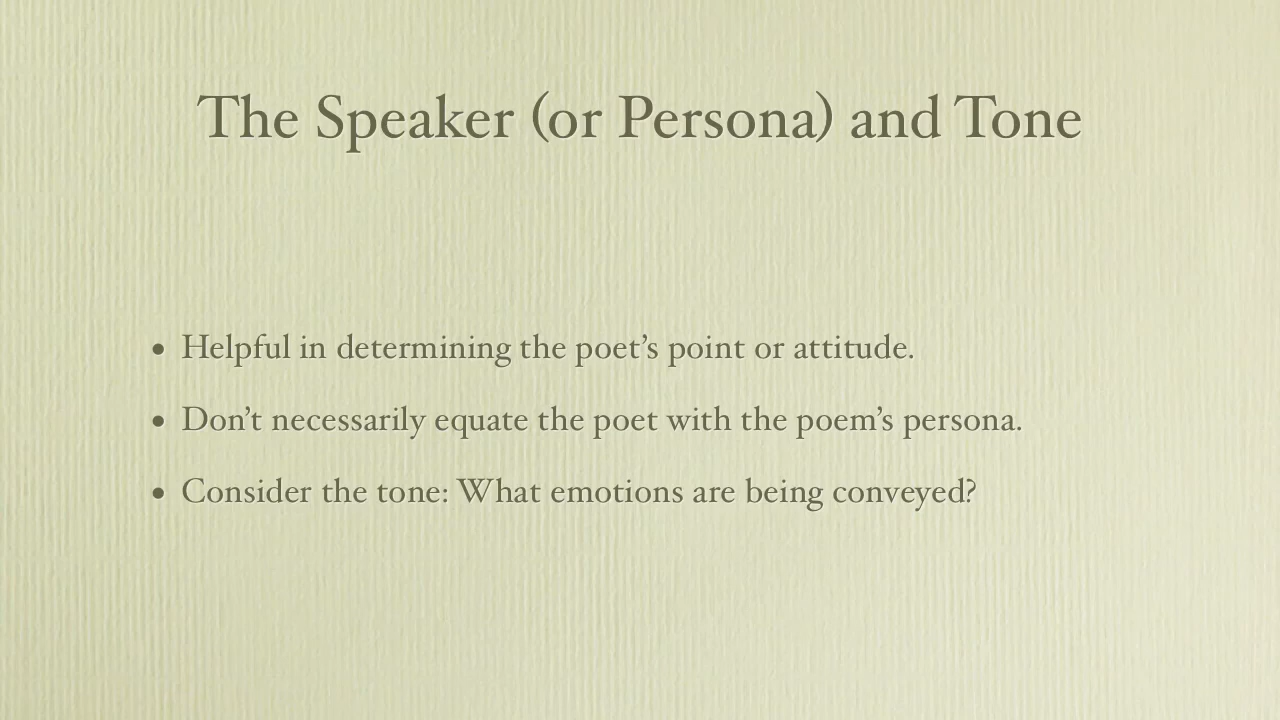 The Speaker (or Persona) and Tone
• Helpful in determining the poet’s point or attitude.
• Don’t necessarily equate the poet with the poem’s persona.
• Consider the tone: What emotions are being conveyed?